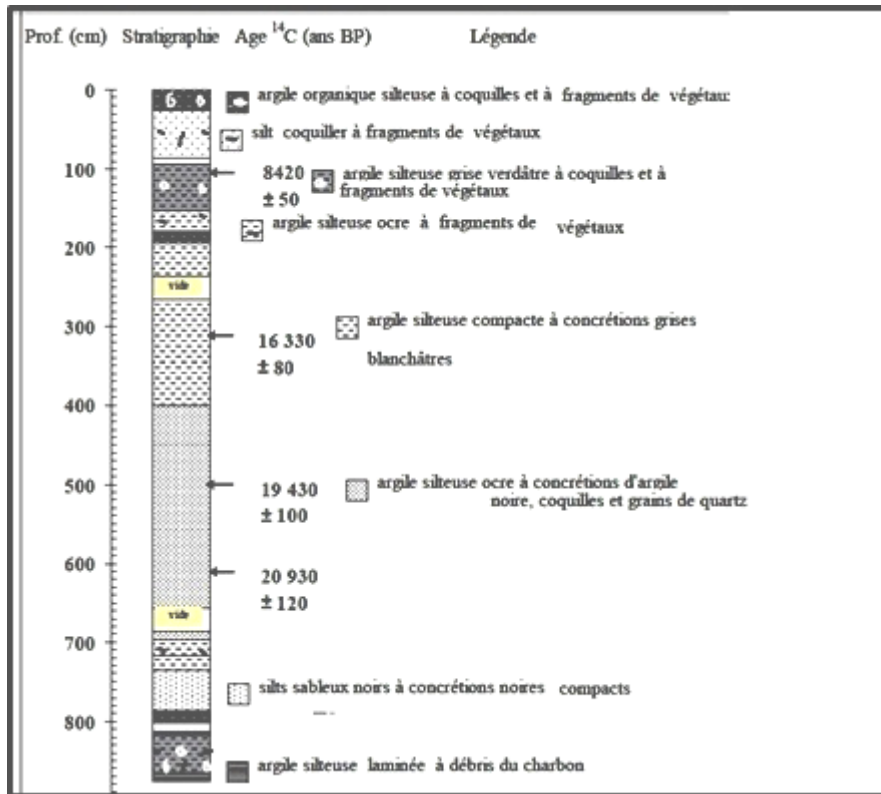 Prof. (cm) Stratigraphie Age 14C (ans BP) Légende
0
argile organique silteuse à coquilles et à fragments de végétau
silt coquiller à fragments de végétaux
100
8420
± 50
argile silteuse grise verdâtre à coquilles et à
fragments de végétaux
argile silteuse ocre à fragments de végétaux
200
vide
300
16 330
± 80
argile silteuse compacte à concrétions grises
blanchâtres
400
500
19 430
± 100
argile silteuse ocre à concrétions d'argile
noire, coquilles et grains de quartz
600
20 930
± 120
vide
700
silts sableux noirs à concrétions noires compacts
800
argile silteuse laminée à débris du charbon